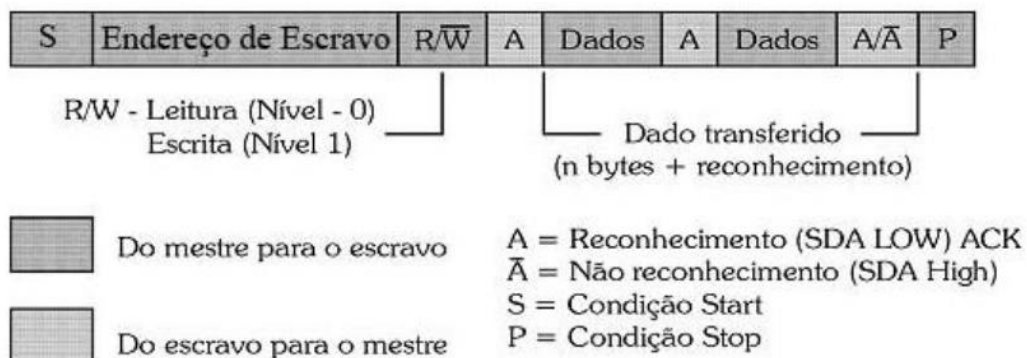 S Endereço de Escravo R/W̅ A Dados A Dados A/A̅ P
R/W - Leitura (Nível - 0)
Escrita (Nível 1)
Dado transferido
(n bytes + reconhecimento)
Do mestre para o escravo
Do escravo para o mestre
A = Reconhecimento (SDA LOW) ACK
A̅ = Não reconhecimento (SDA High)
S = Condição Start
P = Condição Stop